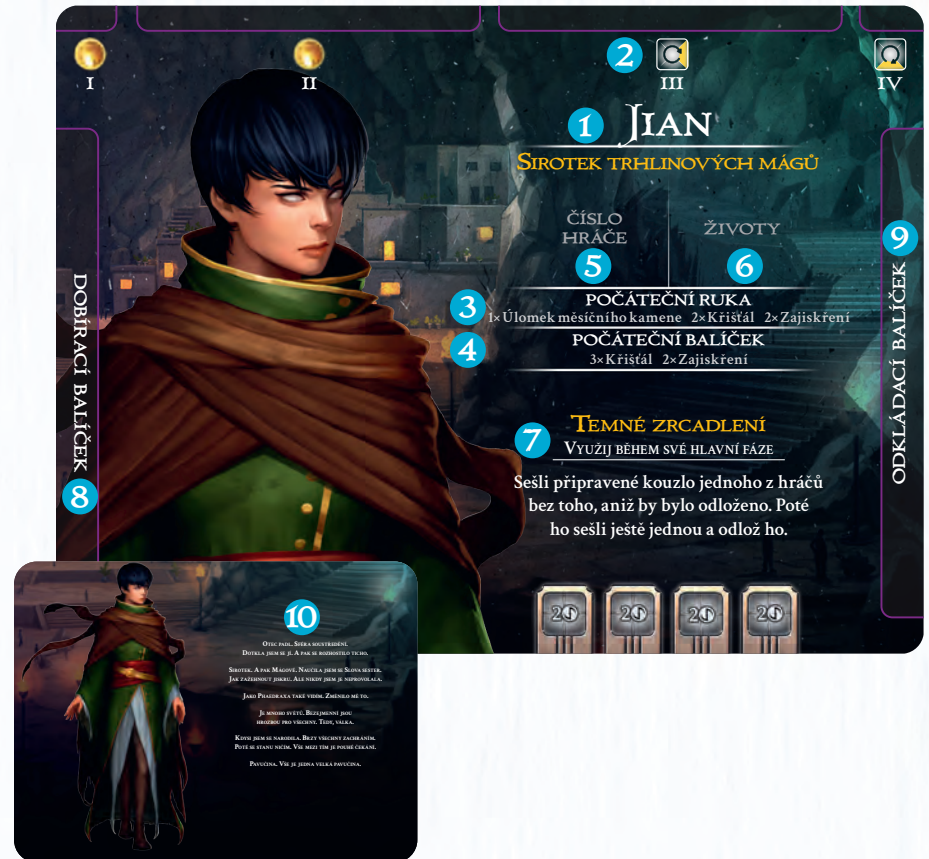 I
II
2
III
IV
1 JIAN
SIROTEK TRHLINOVÝCH MÁGŮ
ČÍSLO
HRÁČE
5
ŽIVOTY
6
3 POČÁTEČNÍ RUKA
1×Úlomek měsíčního kamene 2×Křišťál 2×Zajiskření
4 POČÁTEČNÍ BALÍČEK
3×Křišťál 2×Zajiskření
7 TEMNÉ ZRCADLENÍ
VYUŽIJ BĚHEM SVÉ HLAVNÍ FÁZE
Sešli připravené kouzlo jednoho z hráčů
bez toho, aniž by bylo odloženo. Poté
ho sešli ještě jednou a odlož ho.
2 2 2 2
DOBÍRACÍ BALÍČEK 8
ODKLÁDACÍ BALÍČEK 9
10
OTEC PADL. SFÉRA SOUSTŘEDĚNÍ.
DOTKLA JSEM SE JÍ. A PAK SE ROZHOSTILO TICHO.
SIROTEK. A PAK MÁGOVÉ. NAUČILA JSEM SE SLOVA SESTER.
JAK ZAŽEHNOUT JISKRU. ALE NIKDY JSEM JE NEPROVOLALA.
JAKO PHAEDRAXA TAKÉ VIDÍM. ZMĚNILO MĚ TO.
JE MNOHO SVĚTŮ. BEZEJMENNÍ JSOU
HROZBOU PRO VŠECHNY. TEDY, VÁLKA.
KDYSI JSEM SE NARODILA. BRZY VŠECHNY ZACHRÁNÍM.
POTÉ SE STANU NIČÍM. VŠE MEZI TÍM JE POUHÉ ČEKÁNÍ.
PAVUČINA. VŠE JE JEDNA VELKÁ PAVUČINA.